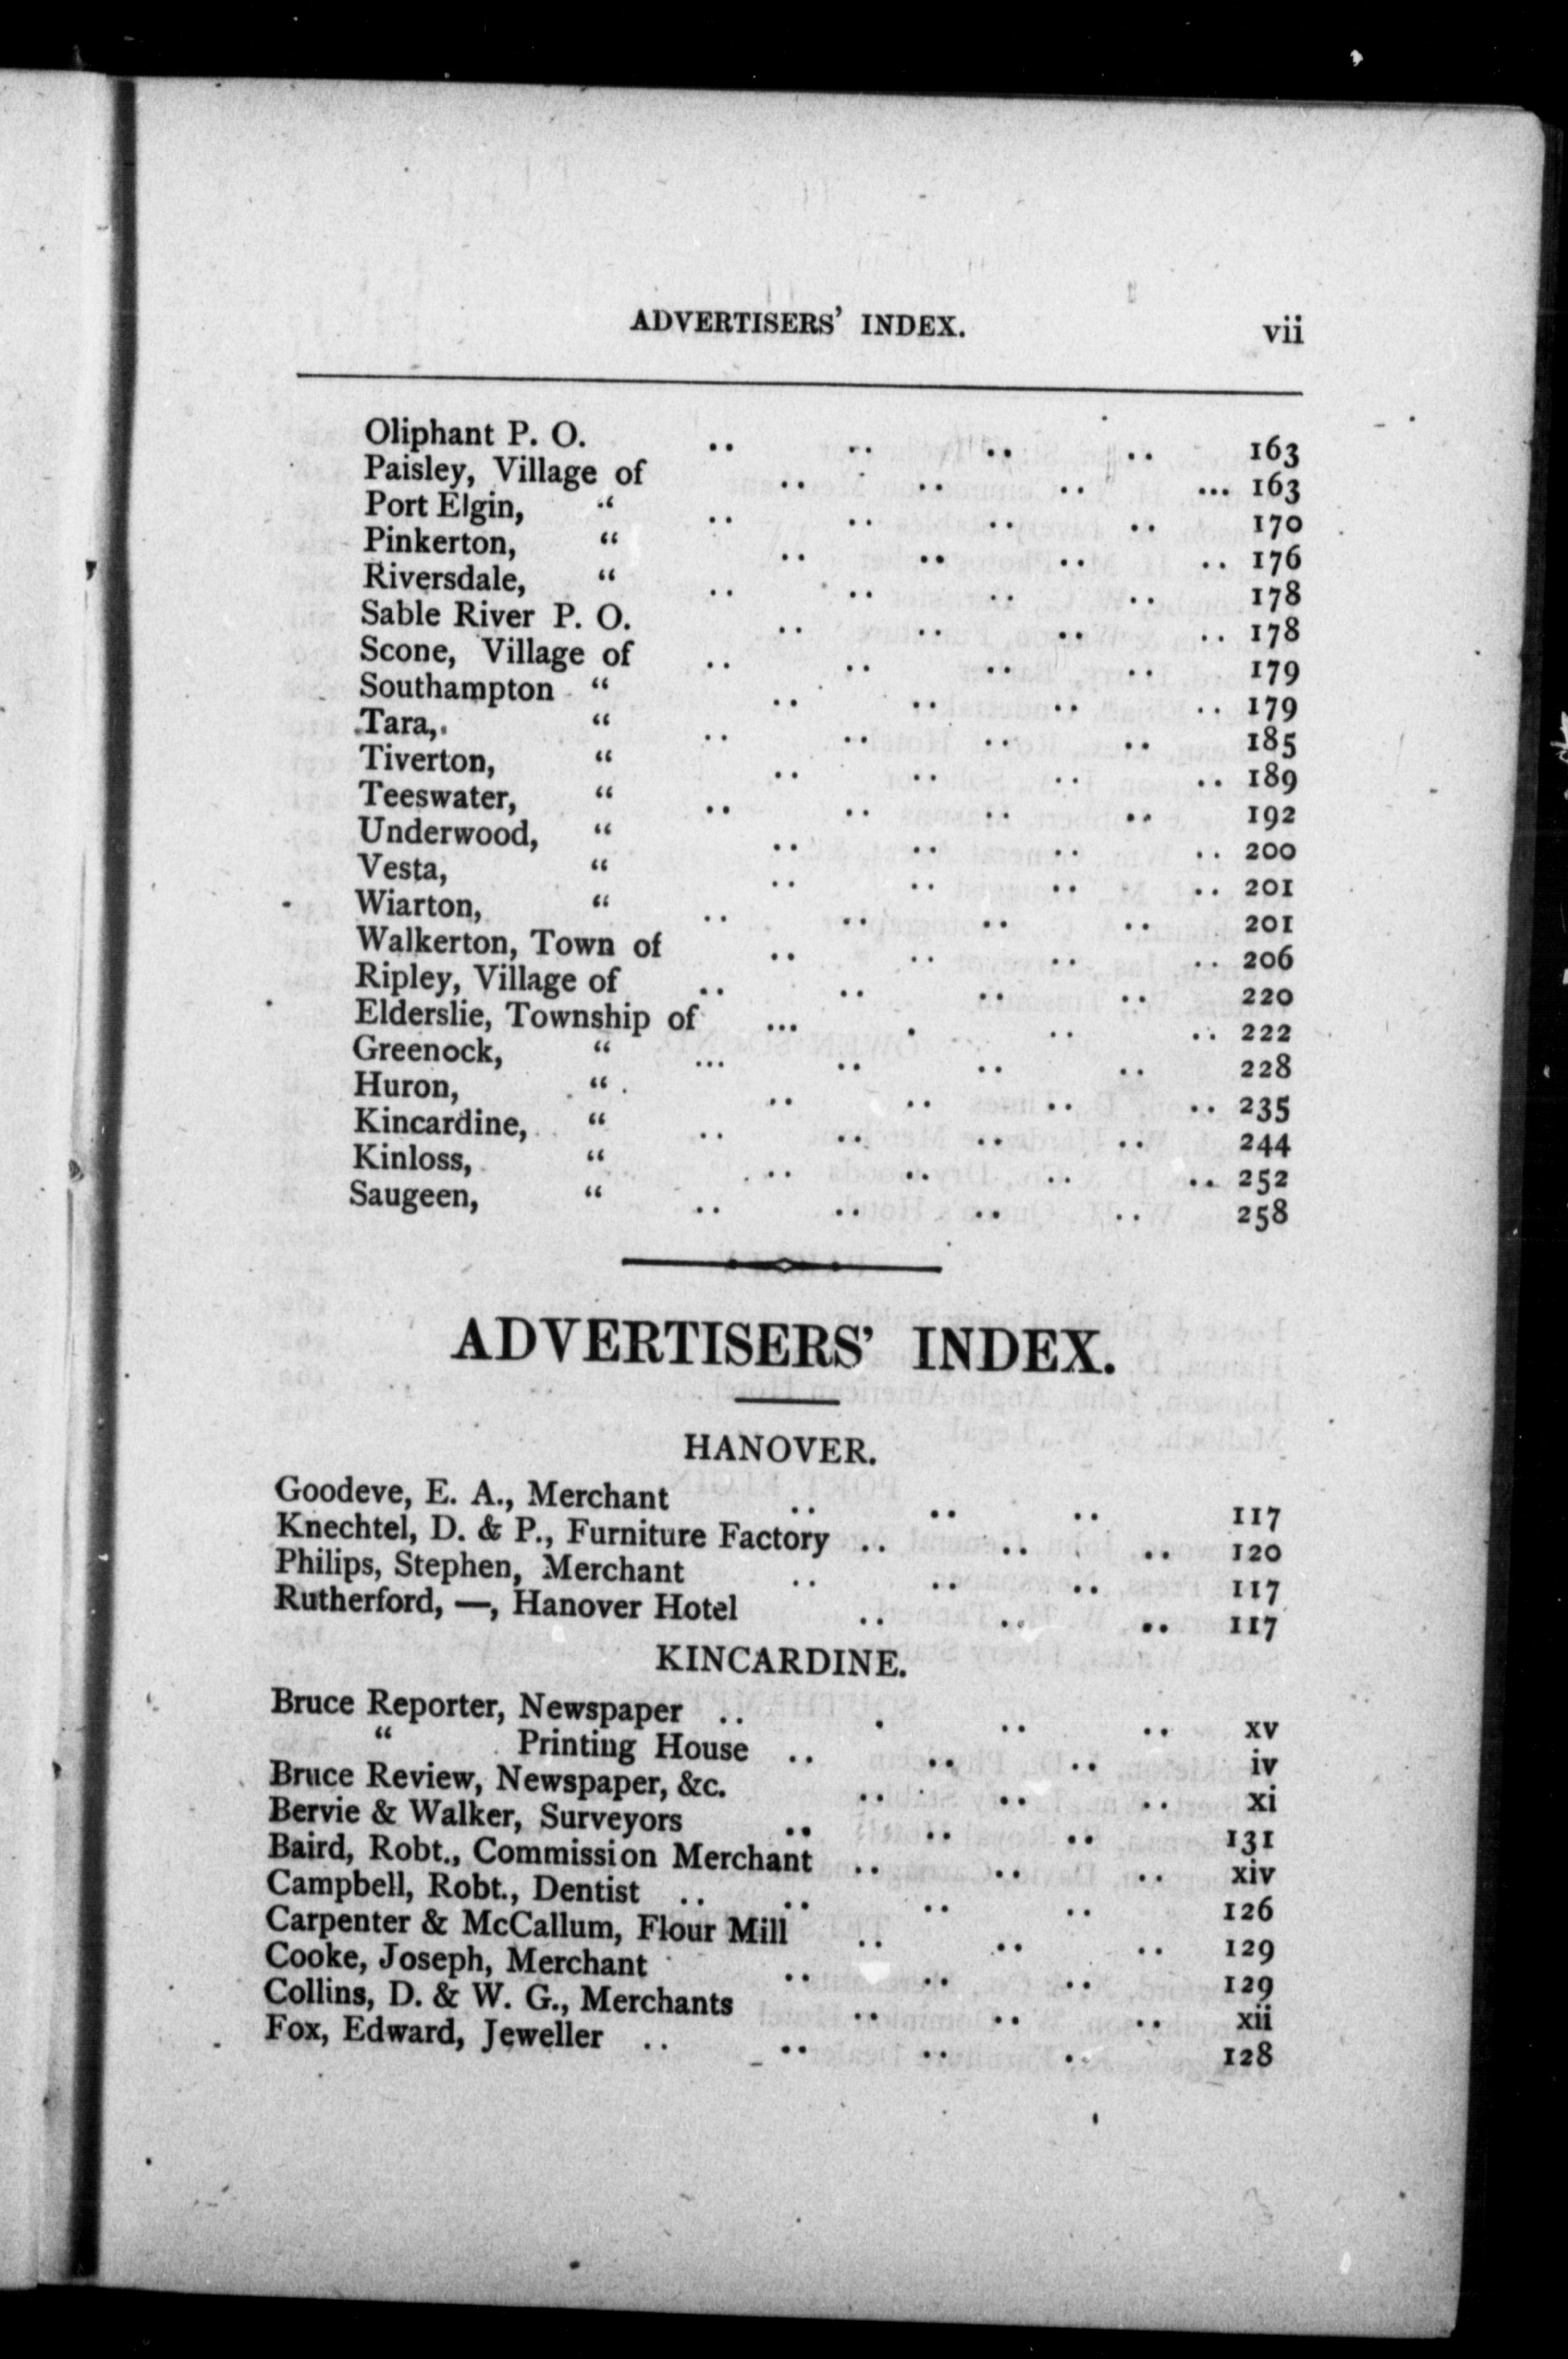 ADVERTISERS' INDEX. vii
Oliphant P. O. .. .. .. .. 163
Paisley, Village of .. .. .. ... 163
Port Elgin, “ .. .. .. .. 170
Pinkerton, “ .. .. .. .. 176
Riversdale, “ .. .. .. .. 178
Sable River P. O. .. .. .. .. 178
Scone, Village of .. .. .. .. 179
Southampton “ .. .. .. .. 179
Tara, “ .. .. .. .. 185
Tiverton, “ .. .. .. .. 189
Teeswater, “ .. .. .. .. 192
Underwood, “ .. .. .. .. 200
Vesta, “ .. .. .. .. 201
Wiarton, “ .. .. .. .. 201
Walkerton, Town of .. .. .. .. 206
Ripley, Village of .. .. .. .. 220
Elderslie, Township of ... . .. .. 222
Greenock, “ ... .. .. .. 228
Huron, “ .. .. .. .. 235
Kincardine, “ .. .. .. .. 244
Kinloss, “ .. .. .. .. 252
Saugeen, “ .. .. .. .. 258
ADVERTISERS' INDEX.
HANOVER.
Goodeve, E. A., Merchant .. .. .. 117
Knechtel, D. & P., Furniture Factory .. .. .. 120
Philips, Stephen, Merchant .. .. .. 117
Rutherford, —, Hanover Hotel .. .. .. 117
KINCARDINE.
Bruce Reporter, Newspaper .. . .. .. xv
“ Printing House .. .. .. iv
Bruce Review, Newspaper, &c. .. .. .. xi
Bervie & Walker, Surveyors .. .. .. 131
Baird, Robt., Commission Merchant .. .. .. xiv
Campbell, Robt., Dentist .. .. .. .. 126
Carpenter & McCallum, Flour Mill .. .. .. 129
Cooke, Joseph, Merchant .. .. .. 129
Collins, D. & W. G., Merchants .. .. .. xii
Fox, Edward, Jeweller .. .. .. .. 128